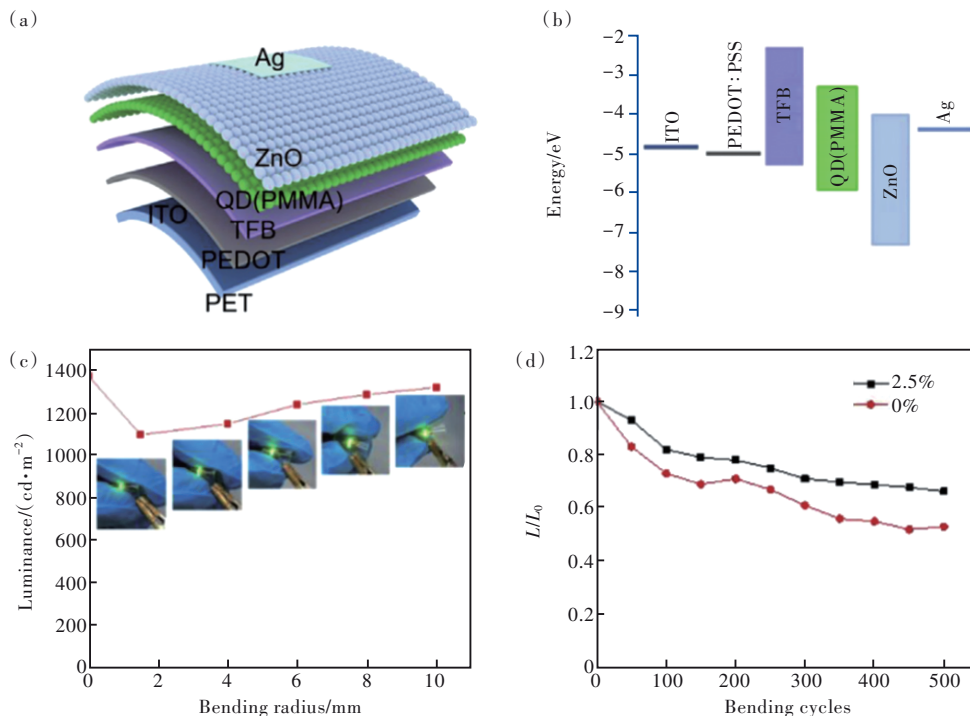 (a)
Ag
ZnO
QD(PMMA)
ITO
TFB
PEDOT
PET
(b)
Energy/eV
-2
-3
-4
-5
-6
-7
-8
-9
ITO
PEDOT:PSS
TFB
QD(PMMA)
ZnO
Ag
(c)
Luminance/(cd·m⁻²)
1400
1200
1000
800
600
400
200
0
0 2 4 6 8 10
Bending radius/mm
(d)
L/L₀
1.2
1.0
0.8
0.6
0.4
0.2
0
2.5%
0%
0 100 200 300 400 500
Bending cycles